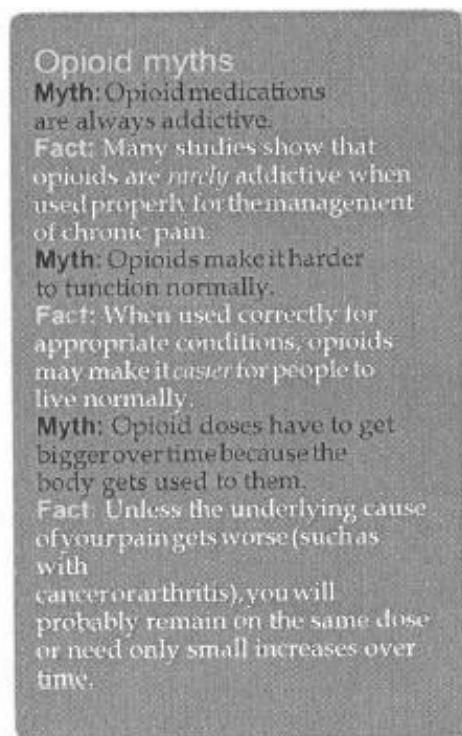 Opioid myths
Myth: Opioid medications
are always addictive.
Fact: Many studies show that
opioids are rarely addictive when
used properly for the management
of chronic pain.
Myth: Opioids make it harder
to function normally.
Fact: When used correctly for
appropriate conditions, opioids
may make it easier for people to
live normally.
Myth: Opioid doses have to get
bigger over time because the
body gets used to them.
Fact: Unless the underlying cause
of your pain gets worse (such as
with
cancer or arthritis), you will
probably remain on the same dose
or need only small increases over
time.